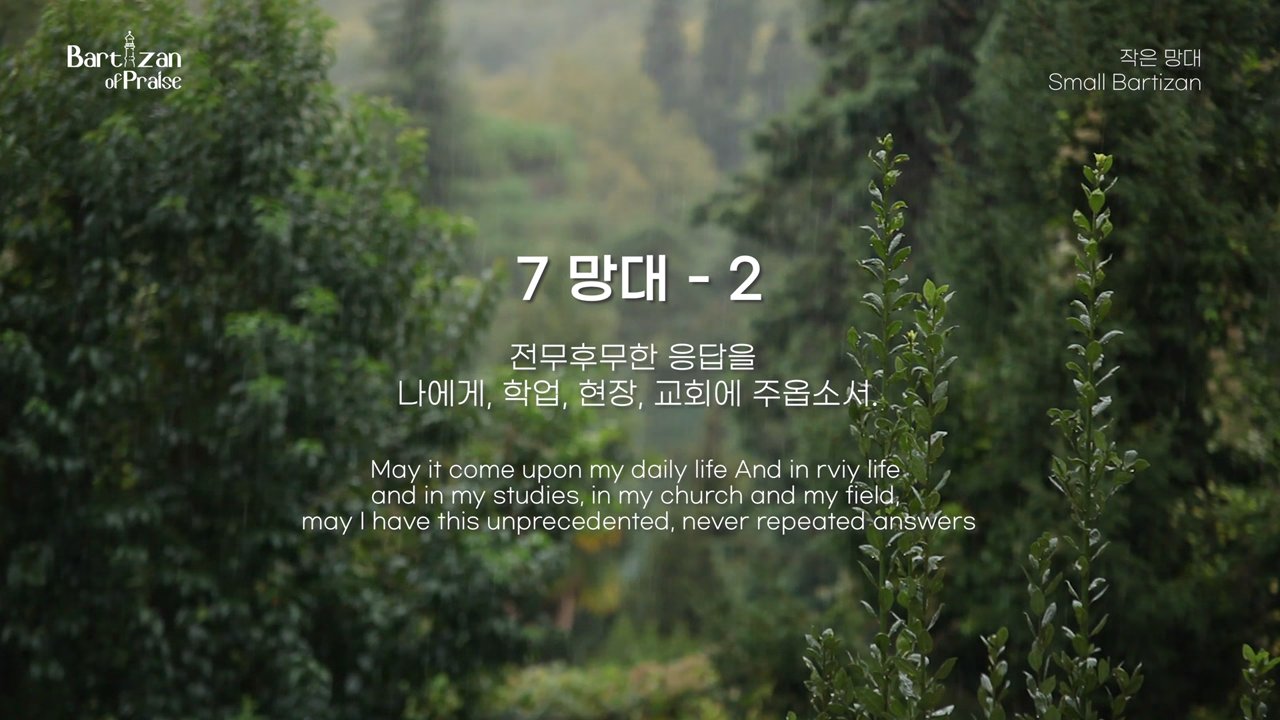 Bartizan
of Praise
작은 망대
Small Bartizan
7 망대 - 2
전무후무한 응답을
나에게, 학업, 현장, 교회에 주옵소서.
May it come upon my daily life And in rviy life
and in my studies, in my church and my field,
may I have this unprecedented, never repeated answers